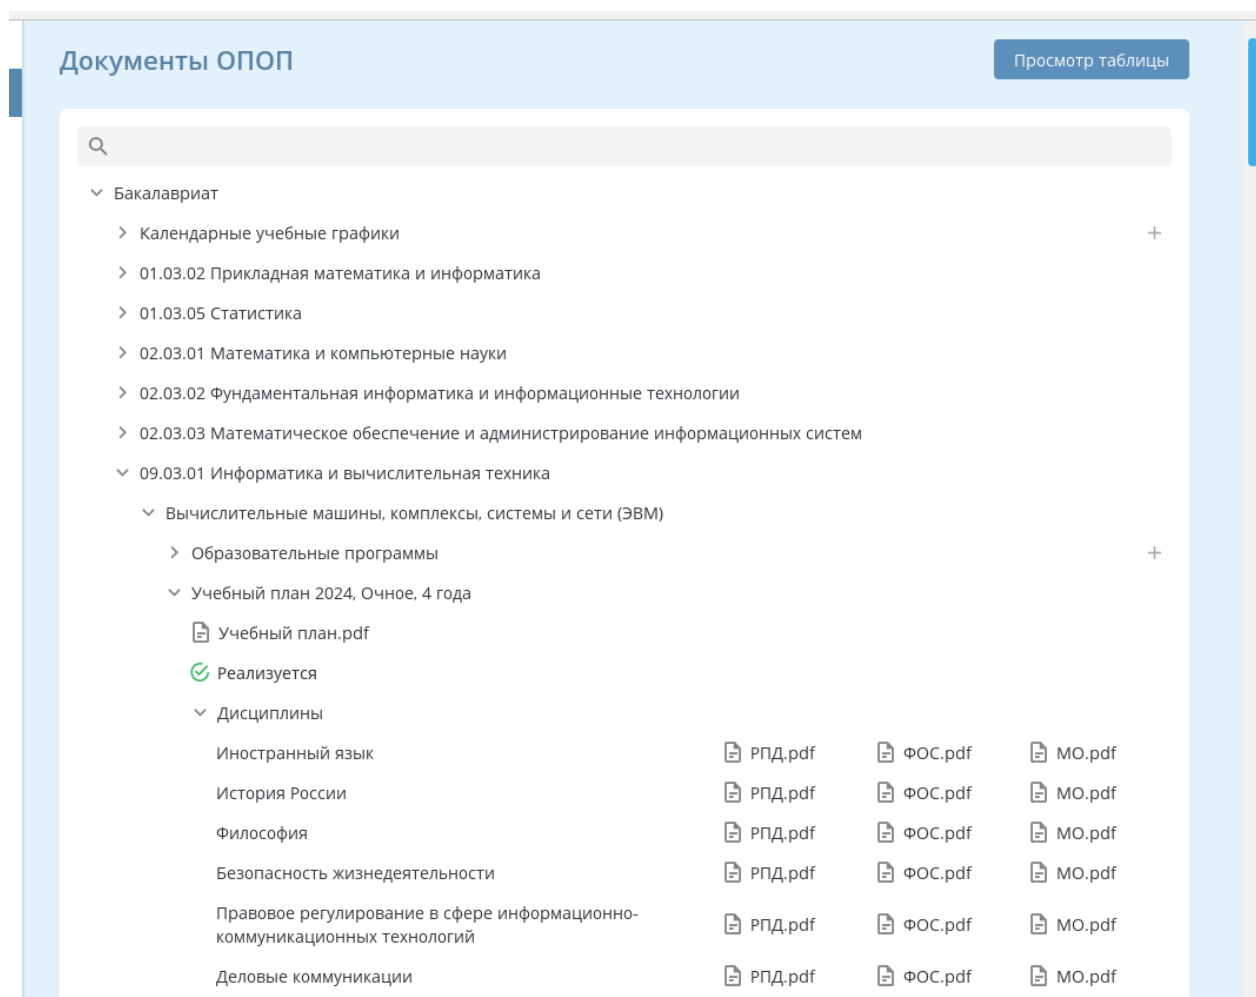 Документы ОПОП
Просмотр таблицы
Бакалавриат
Календарные учебные графики
01.03.02 Прикладная математика и информатика
01.03.05 Статистика
02.03.01 Математика и компьютерные науки
02.03.02 Фундаментальная информатика и информационные технологии
02.03.03 Математическое обеспечение и администрирование информационных систем
09.03.01 Информатика и вычислительная техника
Вычислительные машины, комплексы, системы и сети (ЭВМ)
Образовательные программы
Учебный план 2024, Очное, 4 года
Учебный план.pdf
Реализуется
Дисциплины
Иностранный язык РПД.pdf ФОС.pdf МО.pdf
История России РПД.pdf ФОС.pdf МО.pdf
Философия РПД.pdf ФОС.pdf МО.pdf
Безопасность жизнедеятельности РПД.pdf ФОС.pdf МО.pdf
Правовое регулирование в сфере информационно-
коммуникационных технологий РПД.pdf ФОС.pdf МО.pdf
Деловые коммуникации РПД.pdf ФОС.pdf МО.pdf